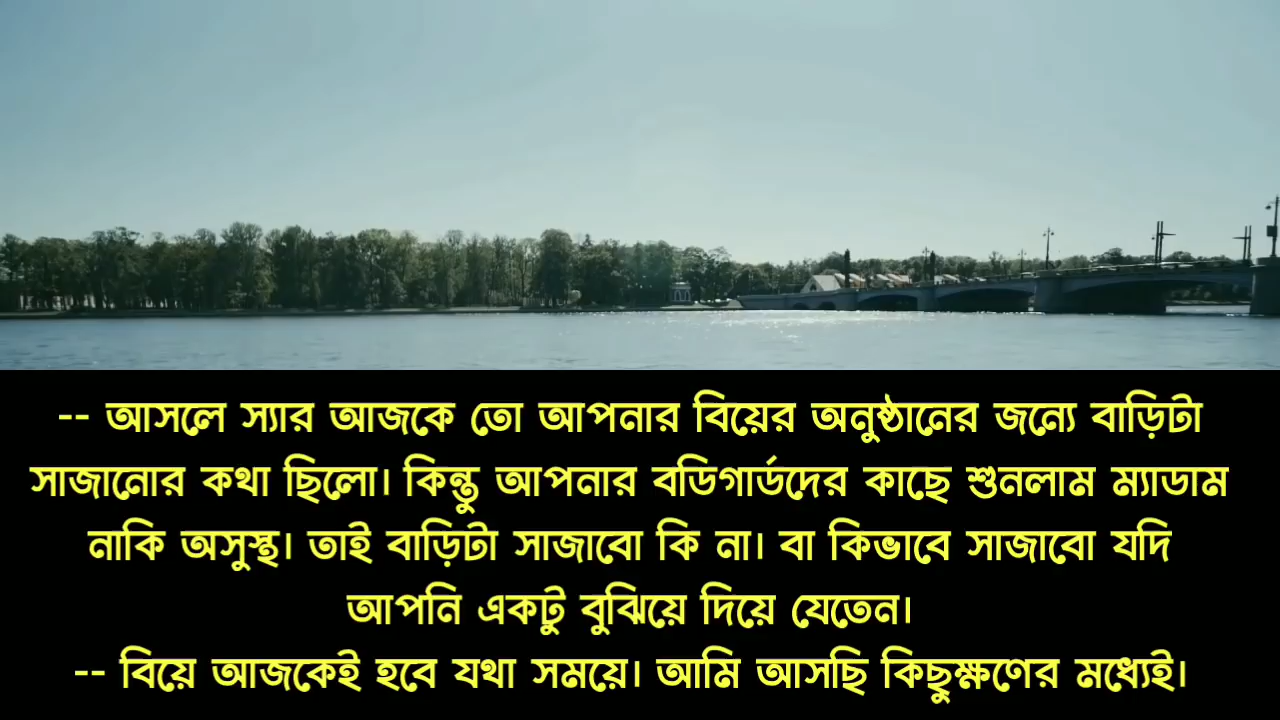 -- আসলে স্যার আজকে তো আপনার বিয়ের অনুষ্ঠানের জন্যে বাড়িটা
সাজানোর কথা ছিলো। কিন্তু আপনার বডিগার্ডদের কাছে শুনলাম ম্যাডাম
নাকি অসুস্থ। তাই বাড়িটা সাজাবো কি না। বা কিভাবে সাজাবো যদি
আপনি একটু বুঝিয়ে দিয়ে যেতেন।
-- বিয়ে আজকেই হবে যথা সময়ে। আমি আসছি কিছুক্ষণের মধ্যেই।